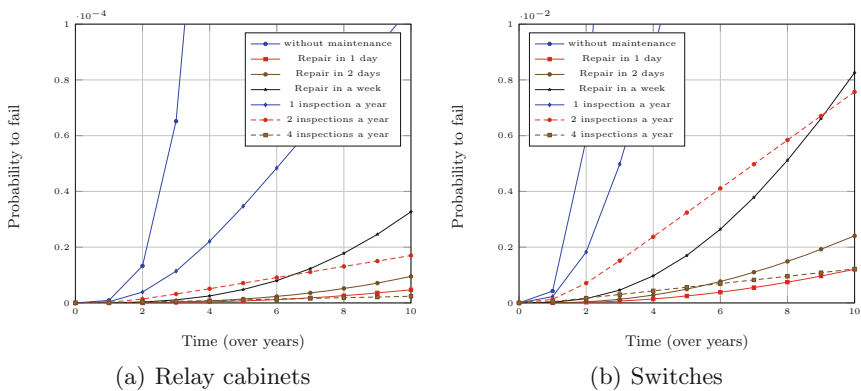 ·10⁻⁴
1
0.8
0.6
0.4
0.2
0
0 2 4 6 8 10
Probability to fail
Time (over years)
without maintenance
Repair in 1 day
Repair in 2 days
Repair in a week
1 inspection a year
2 inspections a year
4 inspections a year
(a) Relay cabinets
·10⁻²
1
0.8
0.6
0.4
0.2
0
0 2 4 6 8 10
Probability to fail
Time (over years)
without maintenance
Repair in 1 day
Repair in 2 days
Repair in a week
1 inspection a year
2 inspections a year
4 inspections a year
(b) Switches